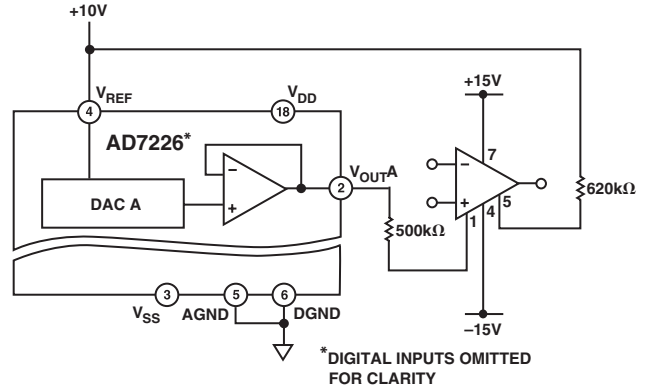 +10V
VREF
4
VDD
18
AD7226*
DAC A
−
+
VOUTA
2
500kΩ
+15V
7
−
+
1
4
5
620kΩ
−15V
3
VSS
5
AGND
6
DGND
*DIGITAL INPUTS OMITTED
FOR CLARITY